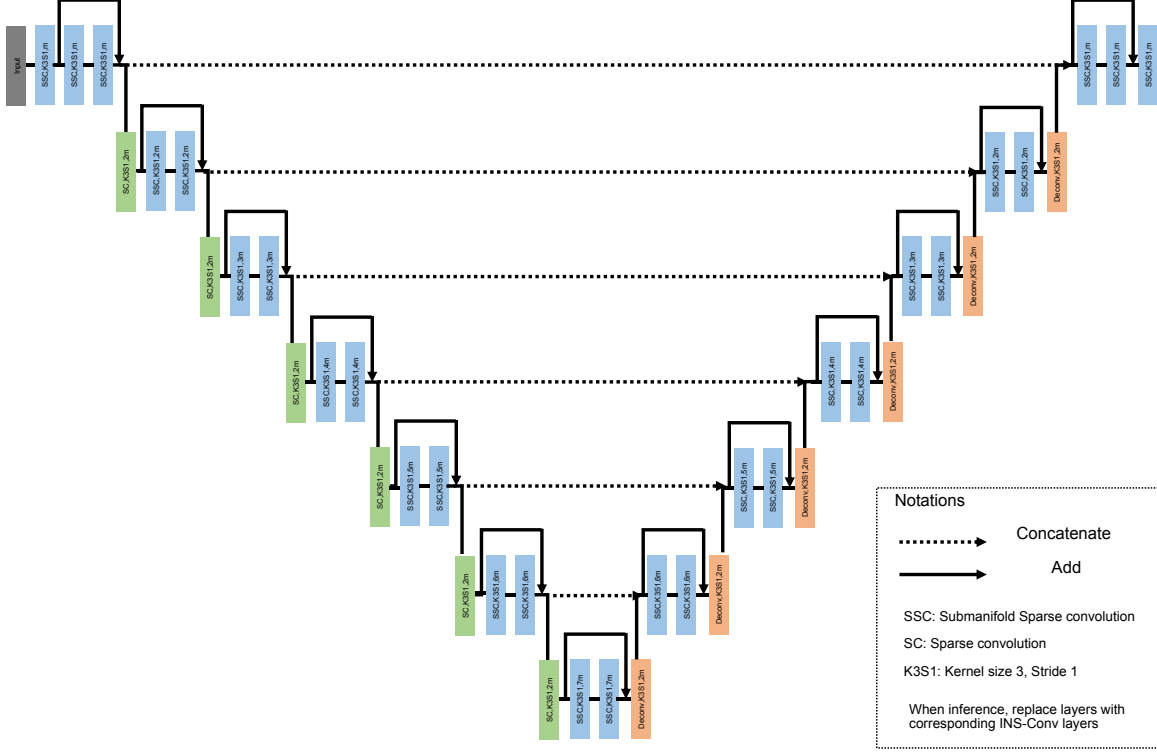 Input
SSC,K3S1,m
SSC,K3S1,m
SSC,K3S1,m
SSC,K3S1,m
SSC,K3S1,m
SSC,K3S1,m
SC,K3S1,2m
SSC,K3S1,2m
SSC,K3S1,2m
SSC,K3S1,2m
SSC,K3S1,2m
Deconv,K3S1,2m
SC,K3S1,2m
SSC,K3S1,3m
SSC,K3S1,3m
SSC,K3S1,3m
SSC,K3S1,3m
Deconv,K3S1,2m
SC,K3S1,2m
SSC,K3S1,4m
SSC,K3S1,4m
SSC,K3S1,4m
SSC,K3S1,4m
Deconv,K3S1,2m
SC,K3S1,2m
SSC,K3S1,5m
SSC,K3S1,5m
SSC,K3S1,5m
SSC,K3S1,5m
Deconv,K3S1,2m
SC,K3S1,2m
SSC,K3S1,6m
SSC,K3S1,6m
SSC,K3S1,6m
SSC,K3S1,6m
Deconv,K3S1,2m
SC,K3S1,2m
SSC,K3S1,7m
SSC,K3S1,7m
Deconv,K3S1,2m
Notations
Concatenate
Add
SSC: Submanifold Sparse convolution
SC: Sparse convolution
K3S1: Kernel size 3, Stride 1
When inference, replace layers with
corresponding INS-Conv layers